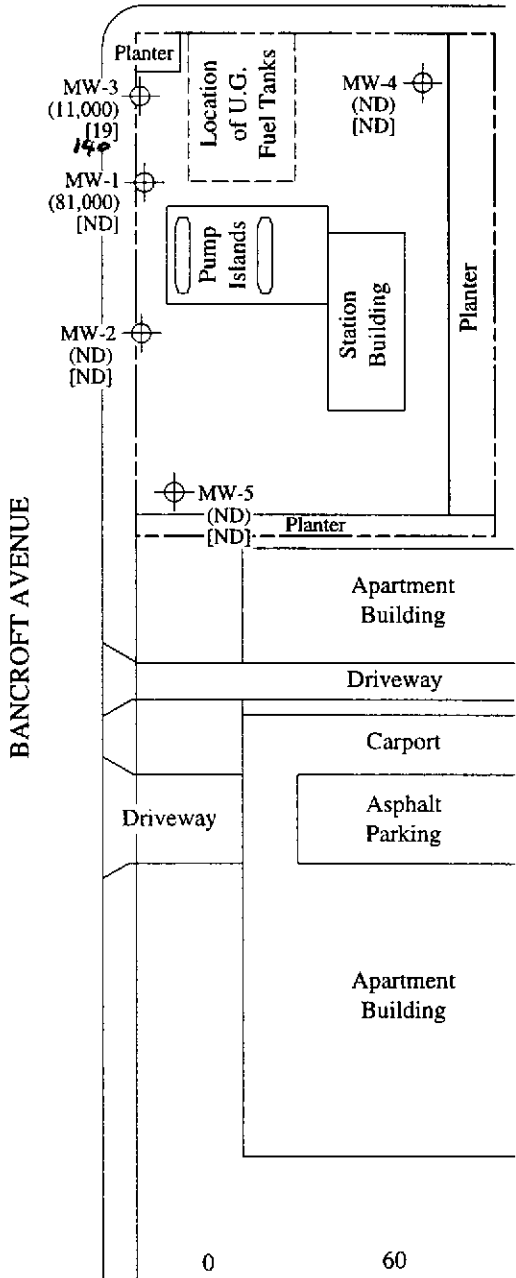 Planter
MW-3
(11,000)
[19]
140
MW-1
(81,000)
[ND]
MW-2
(ND)
[ND]
Location
of U.G.
Fuel Tanks
MW-4
(ND)
[ND]
Pump
Islands
Station
Building
Planter
MW-5
(ND)
[ND]
Planter
BANCROFT AVENUE
Apartment
Building
Driveway
Carport
Driveway
Asphalt
Parking
Apartment
Building
0 60